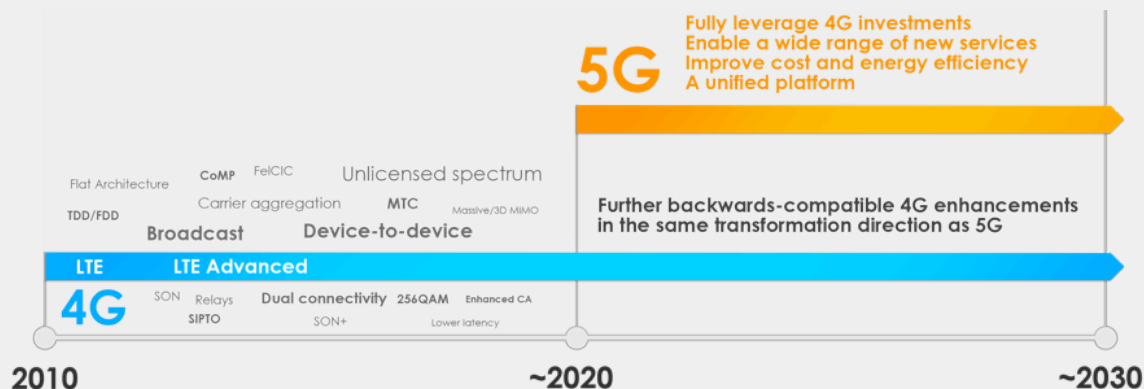 5G
Fully leverage 4G investments
Enable a wide range of new services
Improve cost and energy efficiency
A unified platform
Flat Architecture
CoMP
FeICIC
Unlicensed spectrum
TDD/FDD
Carrier aggregation
MTC
Massive/3D MIMO
Broadcast
Device-to-device
Further backwards-compatible 4G enhancements
in the same transformation direction as 5G
LTE
LTE Advanced
4G
SON
Relays
Dual connectivity
256QAM
Enhanced CA
SIPTO
SON+
Lower latency
2010
~2020
~2030